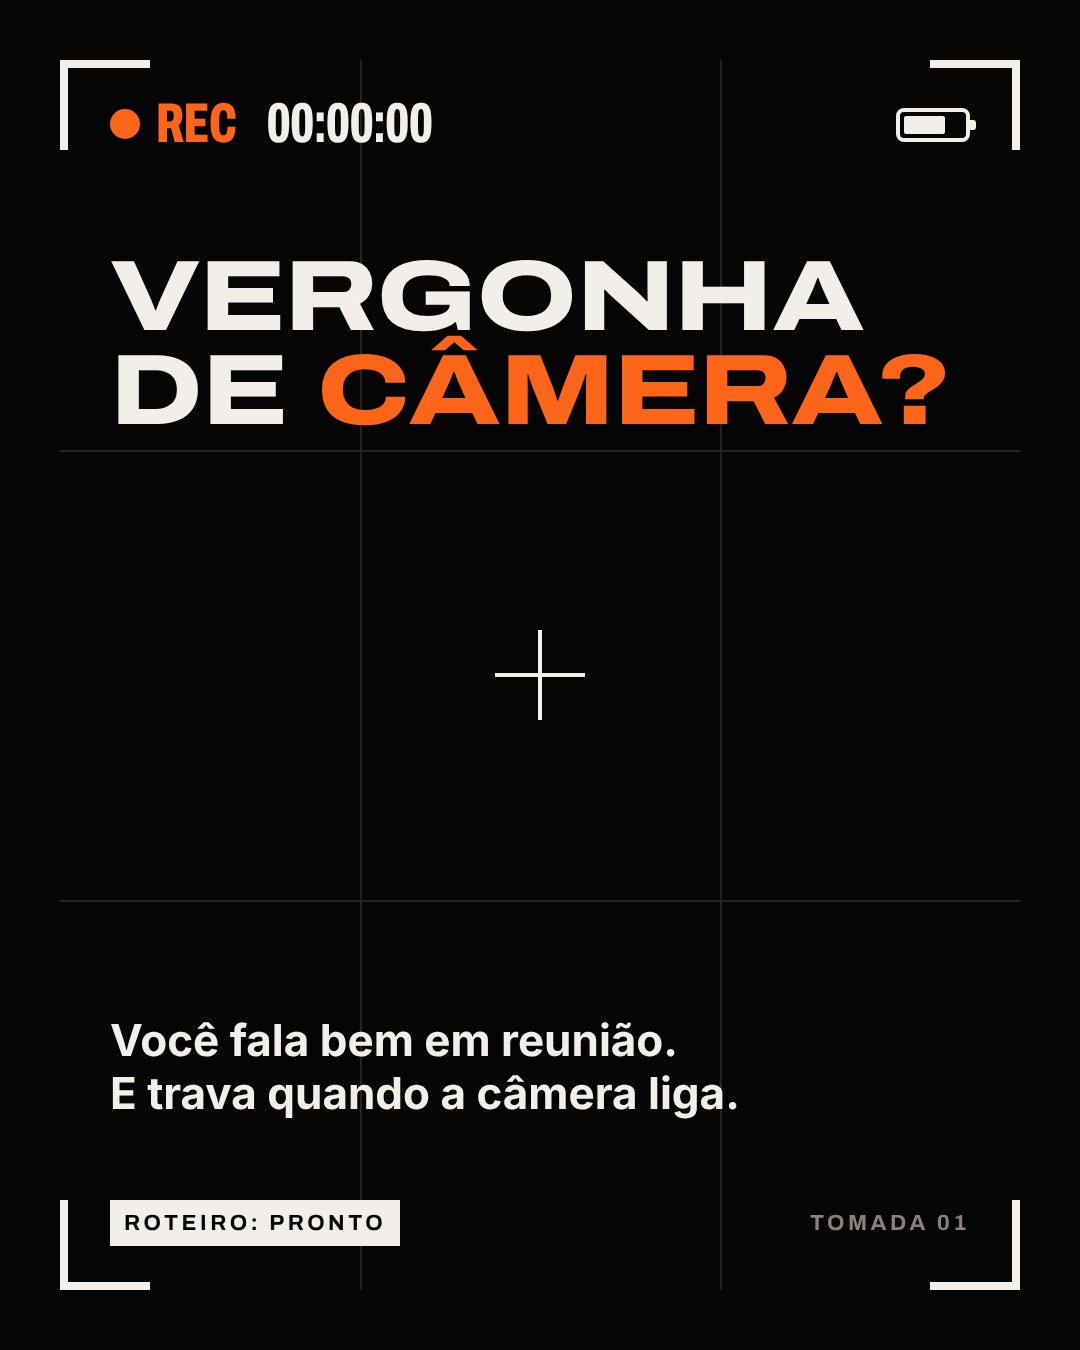 REC 00:00:00
VERGONHA
DE CÂMERA?
Você fala bem em reunião.
E trava quando a câmera liga.
ROTEIRO: PRONTO
TOMADA 01